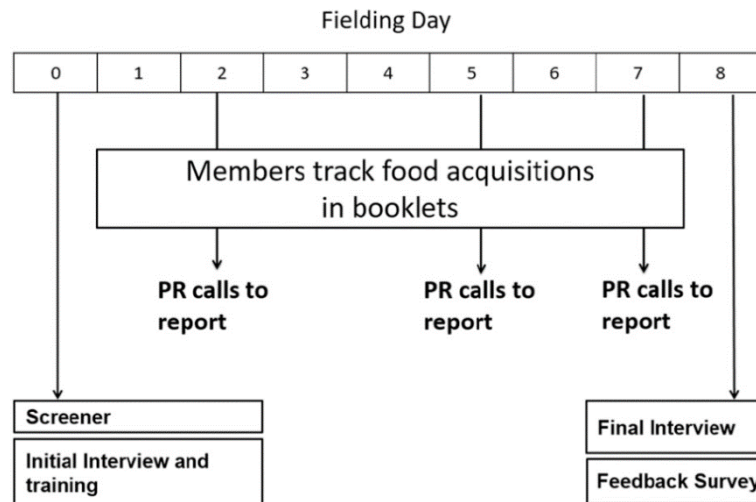 Fielding Day
0 1 2 3 4 5 6 7 8
Members track food acquisitions
in booklets
PR calls to
report
PR calls to
report
PR calls to
report
Screener
Initial Interview and
training
Final Interview
Feedback Survey